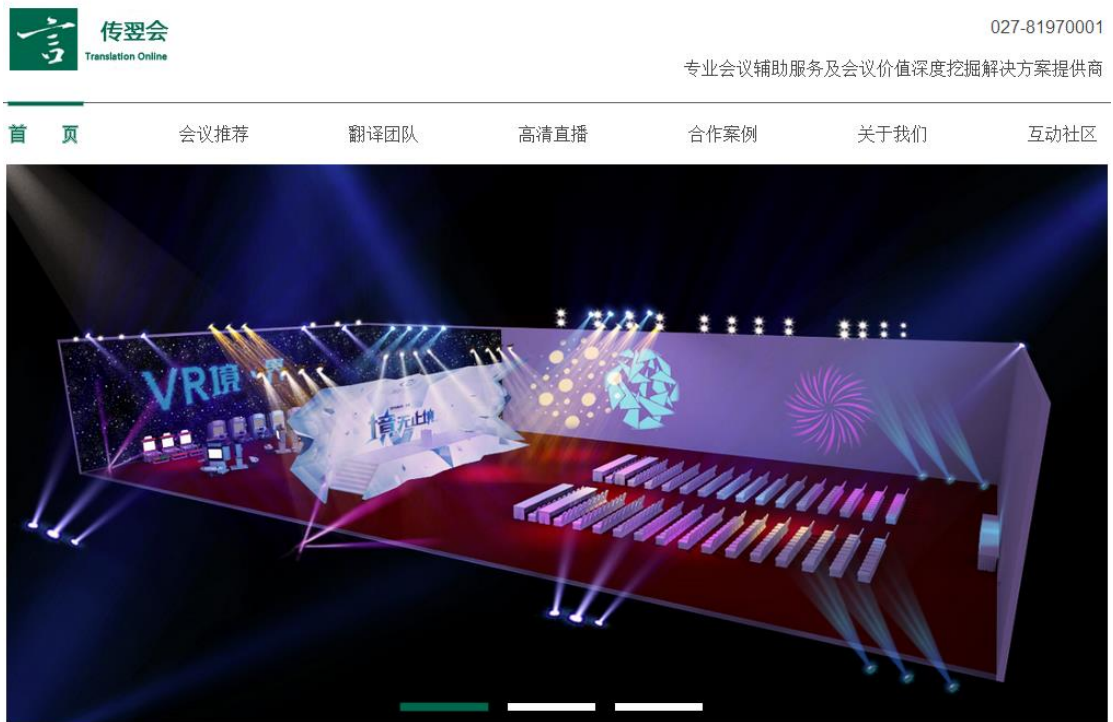 言
传翌会
Translation Online
027-81970001
专业会议辅助服务及会议价值深度挖掘解决方案提供商
首 页
会议推荐
翻译团队
高清直播
合作案例
关于我们
互动社区
VR境 界
境无止境